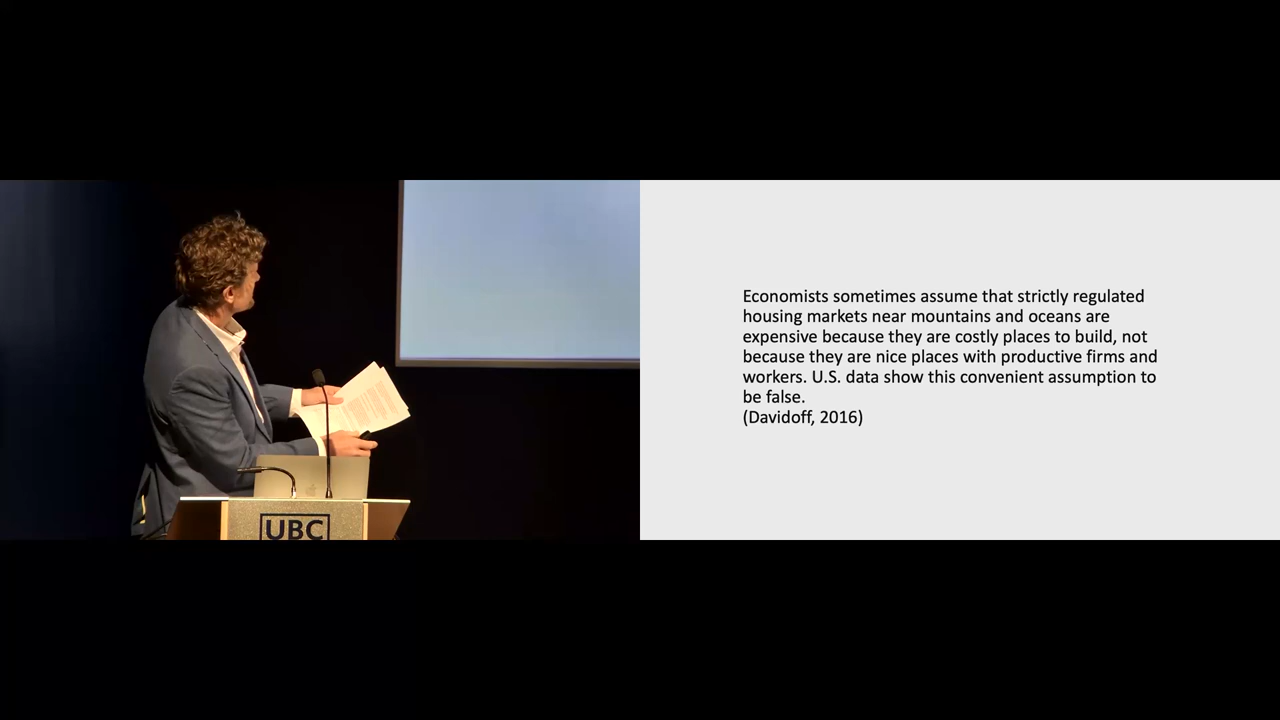 UBC
Economists sometimes assume that strictly regulated
housing markets near mountains and oceans are
expensive because they are costly places to build, not
because they are nice places with productive firms and
workers. U.S. data show this convenient assumption to
be false.
(Davidoff, 2016)